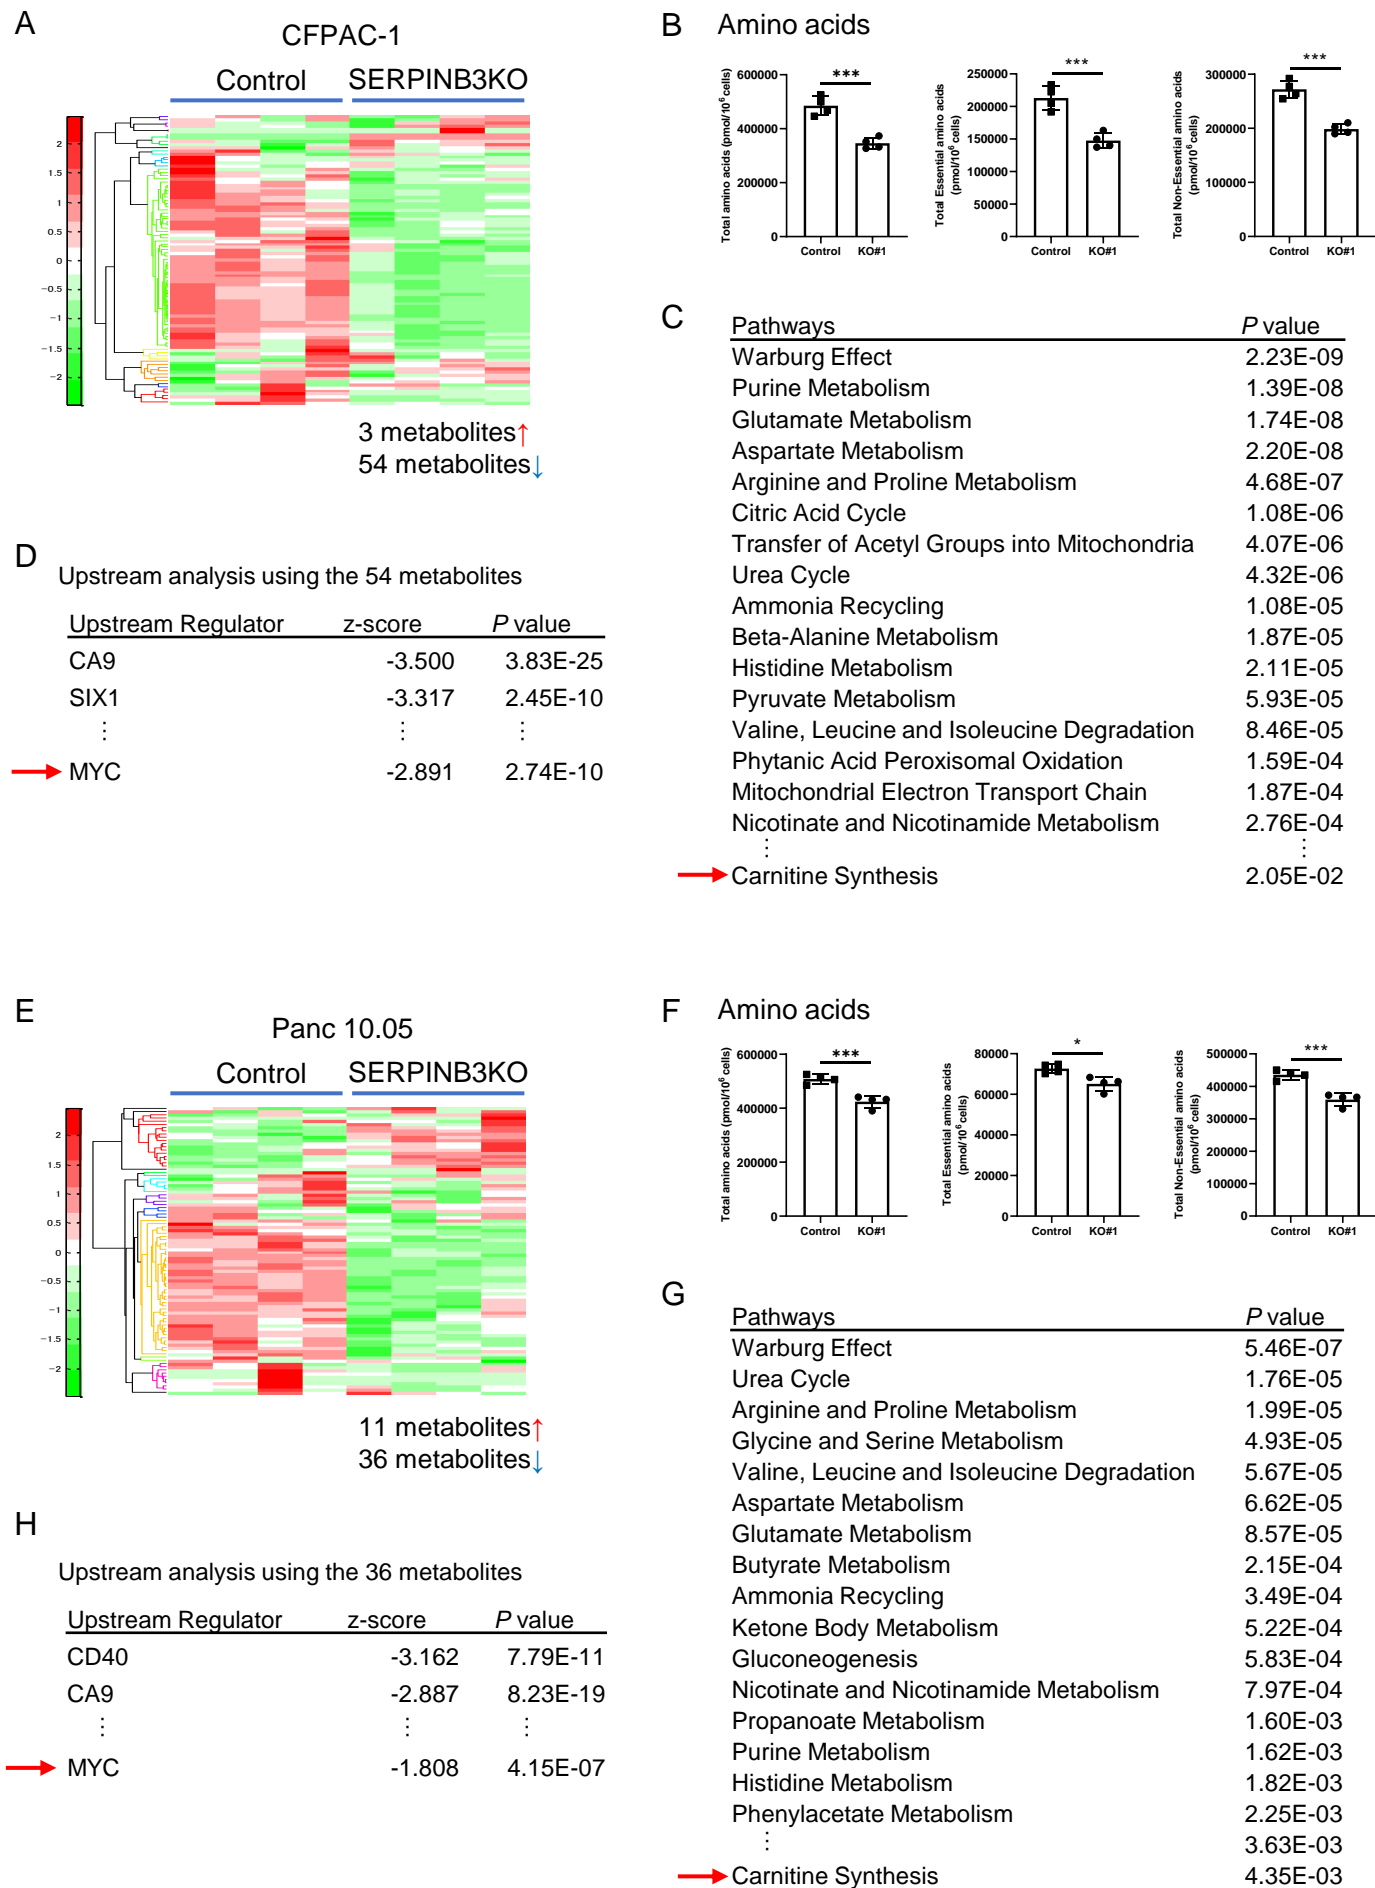 A
CFPAC-1
Control SERPINB3KO
2
1.5
1
0.5
0
−0.5
−1
−1.5
−2
3 metabolites↑
54 metabolites↓
B Amino acids
Total amino acids (pmol/10⁶ cells)
600000
400000
200000
0
Control KO#1
***
Total Essential amino acids
(pmol/10⁶ cells)
250000
200000
150000
100000
50000
0
Control KO#1
***
Total Non-Essential amino acids
(pmol/10⁶ cells)
300000
200000
100000
0
Control KO#1
***
C
Pathways P value
Warburg Effect 2.23E-09
Purine Metabolism 1.39E-08
Glutamate Metabolism 1.74E-08
Aspartate Metabolism 2.20E-08
Arginine and Proline Metabolism 4.68E-07
Citric Acid Cycle 1.08E-06
Transfer of Acetyl Groups into Mitochondria 4.07E-06
Urea Cycle 4.32E-06
Ammonia Recycling 1.08E-05
Beta-Alanine Metabolism 1.87E-05
Histidine Metabolism 2.11E-05
Pyruvate Metabolism 5.93E-05
Valine, Leucine and Isoleucine Degradation 8.46E-05
Phytanic Acid Peroxisomal Oxidation 1.59E-04
Mitochondrial Electron Transport Chain 1.87E-04
Nicotinate and Nicotinamide Metabolism 2.76E-04
⋮ ⋮
Carnitine Synthesis 2.05E-02
D
Upstream analysis using the 54 metabolites
Upstream Regulator z-score P value
CA9 -3.500 3.83E-25
SIX1 -3.317 2.45E-10
⋮ ⋮ ⋮
MYC -2.891 2.74E-10
E
Panc 10.05
Control SERPINB3KO
2
1.5
1
0.5
0
−0.5
−1
−1.5
−2
11 metabolites↑
36 metabolites↓
F Amino acids
Total amino acids (pmol/10⁶ cells)
600000
400000
200000
0
Control KO#1
***
Total Essential amino acids
(pmol/10⁶ cells)
80000
60000
40000
20000
0
Control KO#1
*
Total Non-Essential amino acids
(pmol/10⁶ cells)
500000
400000
300000
200000
100000
0
Control KO#1
***
G
Pathways P value
Warburg Effect 5.46E-07
Urea Cycle 1.76E-05
Arginine and Proline Metabolism 1.99E-05
Glycine and Serine Metabolism 4.93E-05
Valine, Leucine and Isoleucine Degradation 5.67E-05
Aspartate Metabolism 6.62E-05
Glutamate Metabolism 8.57E-05
Butyrate Metabolism 2.15E-04
Ammonia Recycling 3.49E-04
Ketone Body Metabolism 5.22E-04
Gluconeogenesis 5.83E-04
Nicotinate and Nicotinamide Metabolism 7.97E-04
Propanoate Metabolism 1.60E-03
Purine Metabolism 1.62E-03
Histidine Metabolism 1.82E-03
Phenylacetate Metabolism 2.25E-03
⋮ 3.63E-03
Carnitine Synthesis 4.35E-03
H
Upstream analysis using the 36 metabolites
Upstream Regulator z-score P value
CD40 -3.162 7.79E-11
CA9 -2.887 8.23E-19
⋮ ⋮ ⋮
MYC -1.808 4.15E-07